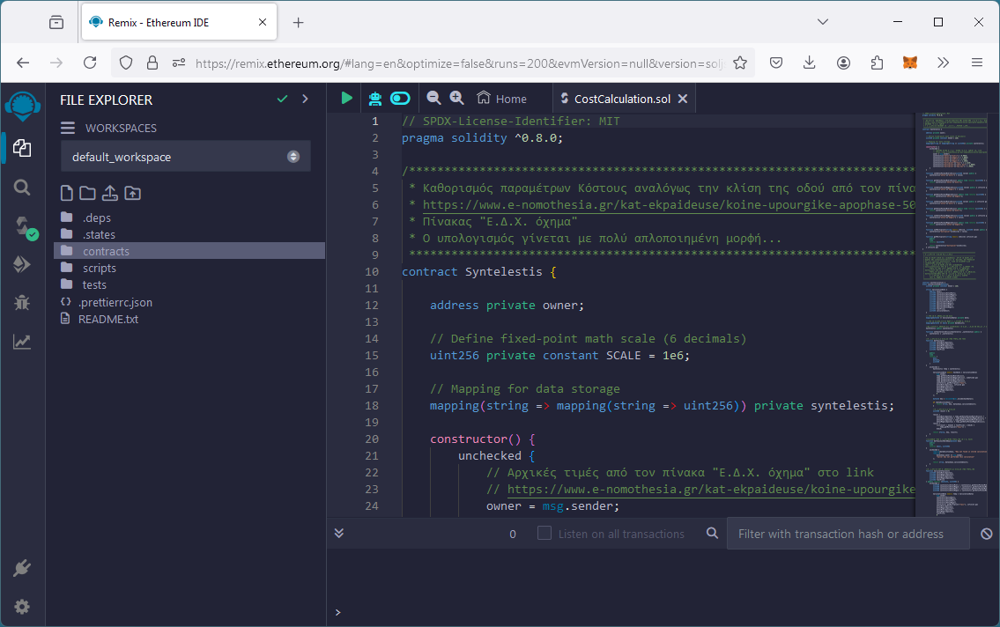 Remix - Ethereum IDE
https://remix.ethereum.org/#lang=en&optimize=false&runs=200&evmVersion=null&version=solj
FILE EXPLORER
WORKSPACES
default_workspace
.deps
.states
contracts
scripts
tests
.prettierrc.json
README.txt
Home
CostCalculation.sol
1 // SPDX-License-Identifier: MIT
2 pragma solidity ^0.8.0;
3
4 /************************************************************************
5 * Καθορισμός παραμέτρων Κόστους αναλόγως την κλίση της οδού από τον πίνα
6 * https://www.e-nomothesia.gr/kat-ekpaideuse/koine-upourgike-apophase-50
7 * Πίνακας "Ε.Δ.Χ. όχημα"
8 * Ο υπολογισμός γίνεται με πολύ απλοποιημένη μορφή...
9 ************************************************************************
10 contract Syntelestis {
11
12 address private owner;
13
14 // Define fixed-point math scale (6 decimals)
15 uint256 private constant SCALE = 1e6;
16
17 // Mapping for data storage
18 mapping(string => mapping(string => uint256)) private syntelestis;
19
20 constructor() {
21 unchecked {
22 // Αρχικές τιμές από τον πίνακα "Ε.Δ.Χ. όχημα" στο link
23 // https://www.e-nomothesia.gr/kat-ekpaideuse/koine-upourgike
24 owner = msg.sender;
0
Listen on all transactions
Filter with transaction hash or address
>